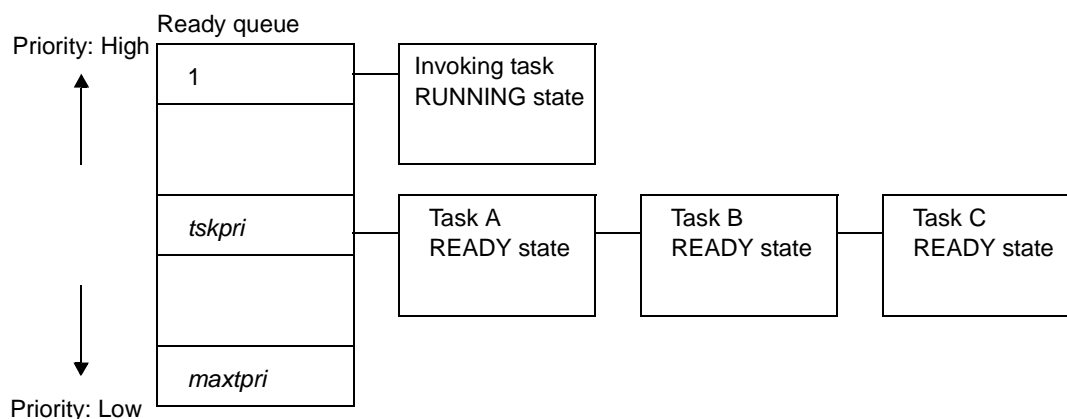 Ready queue
Priority: High
1
Invoking task
RUNNING state
tskpri
Task A
READY state
Task B
READY state
Task C
READY state
maxtpri
Priority: Low